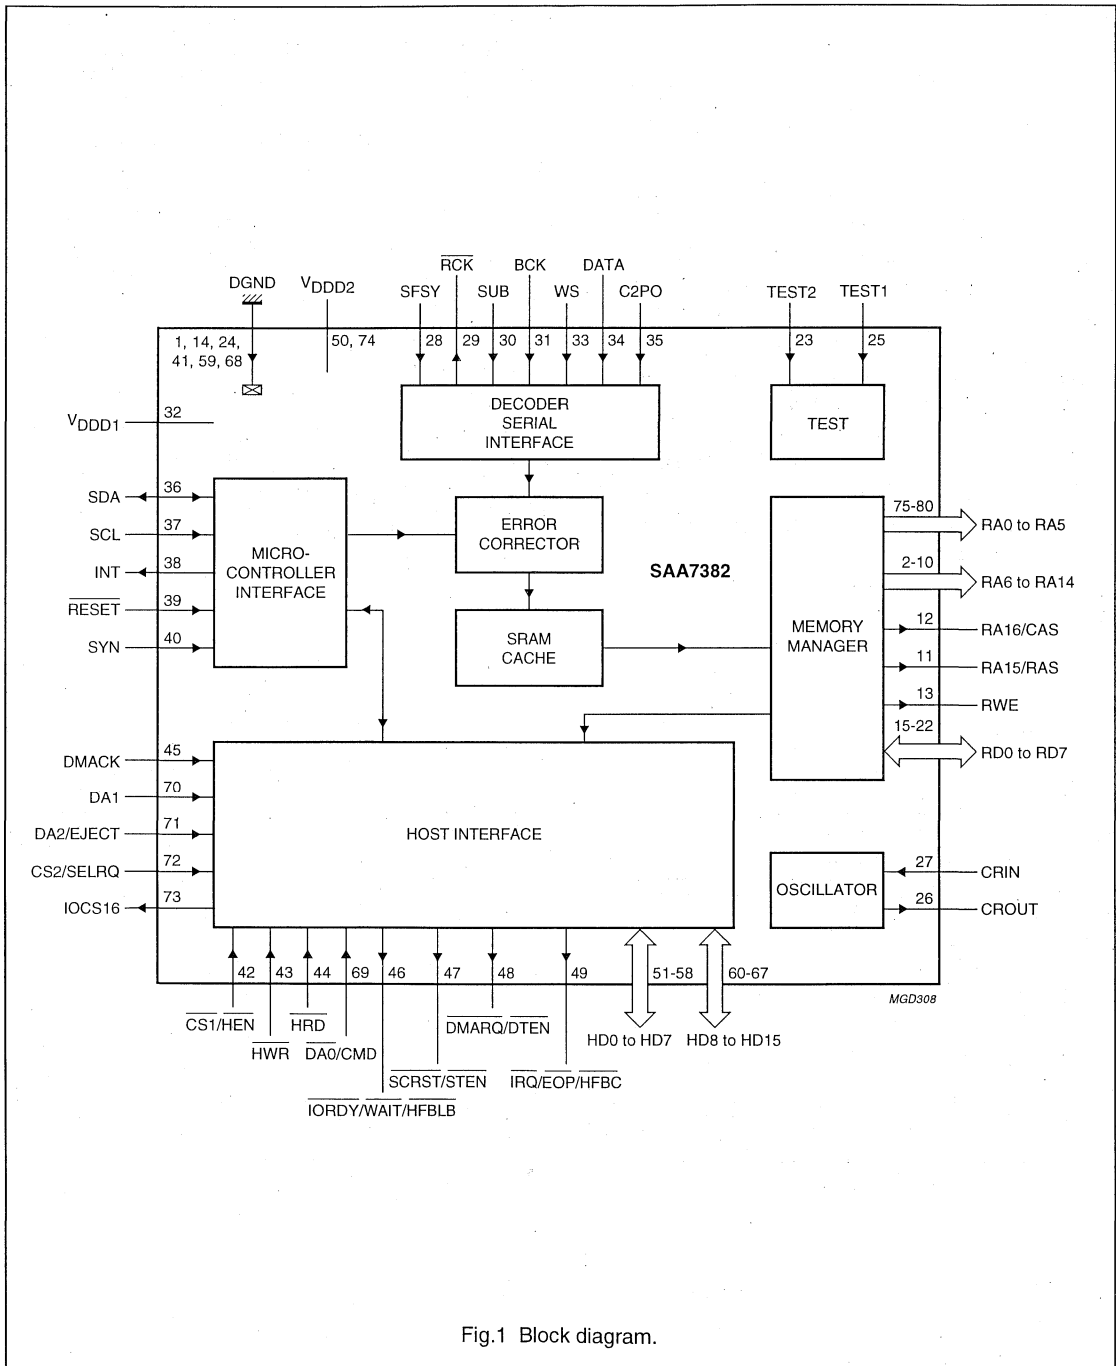 RCK BCK DATA
DGND VDDD2 SFSY SUB WS C2PO TEST2 TEST1
1, 14, 24,
41, 59, 68
50, 74
28 29 30 31 33 34 35
23 25
DECODER
SERIAL
INTERFACE
TEST
VDDD1 32
SDA 36
SCL 37
INT 38
RESET 39
SYN 40
MICRO-
CONTROLLER
INTERFACE
ERROR
CORRECTOR
SRAM
CACHE
SAA7382
MEMORY
MANAGER
75-80 RA0 to RA5
2-10 RA6 to RA14
12 RA16/CAS
11 RA15/RAS
13 RWE
15-22 RD0 to RD7
DMACK 45
DA1 70
DA2/EJECT 71
CS2/SELRQ 72
IOCS16 73
HOST INTERFACE
OSCILLATOR
27 CRIN
26 CROUT
42 43 44 69 46 47 48 49 51-58 60-67
MGD308
CS1/HEN HRD DMARQ/DTEN HD0 to HD7 HD8 to HD15
HWR DA0/CMD
SCRST/STEN IRQ/EOP/HFBC
IORDY/WAIT/HFBLB
Fig.1 Block diagram.